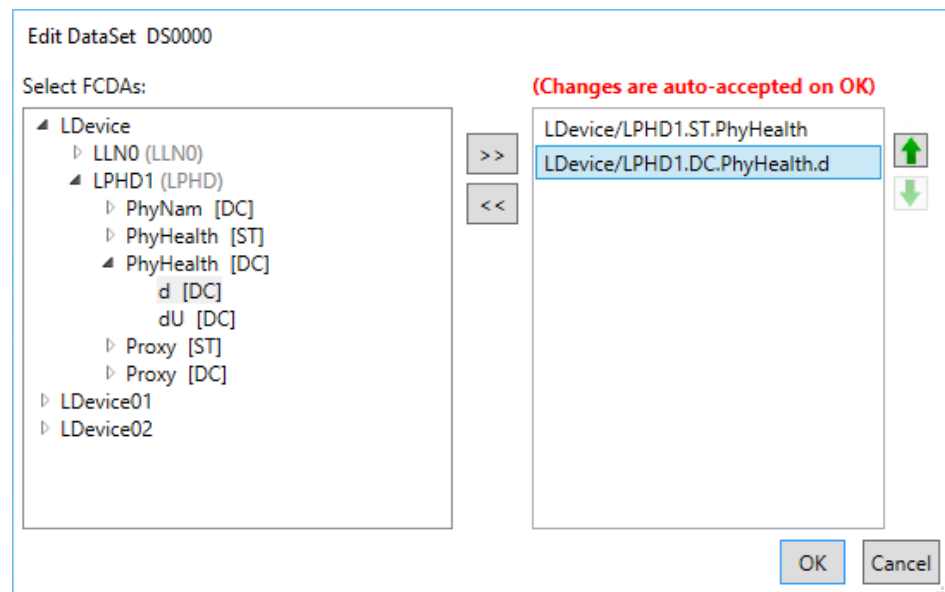 Edit DataSet  DS0000
Select FCDAs:
(Changes are auto-accepted on OK)
LDevice
LLN0 (LLN0)
LPHD1 (LPHD)
PhyNam [DC]
PhyHealth [ST]
PhyHealth [DC]
d [DC]
dU [DC]
Proxy [ST]
Proxy [DC]
LDevice01
LDevice02
>>
<<
LDevice/LPHD1.ST.PhyHealth
LDevice/LPHD1.DC.PhyHealth.d
OK
Cancel